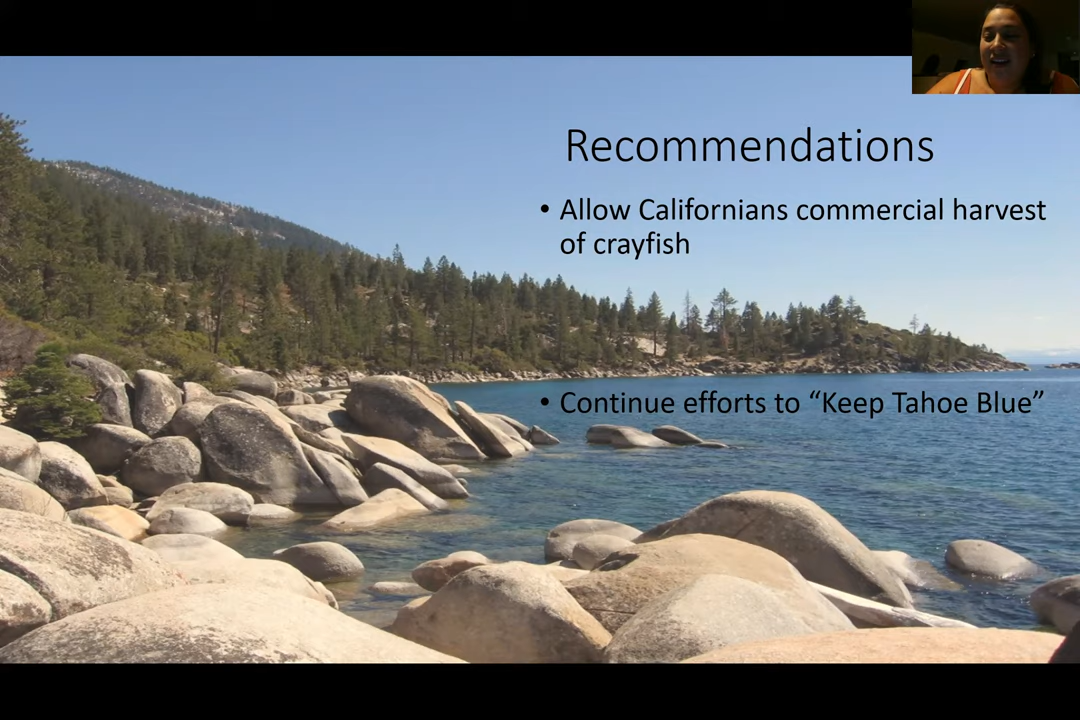 Recommendations
• Allow Californians commercial harvest
of crayfish
• Continue efforts to “Keep Tahoe Blue”